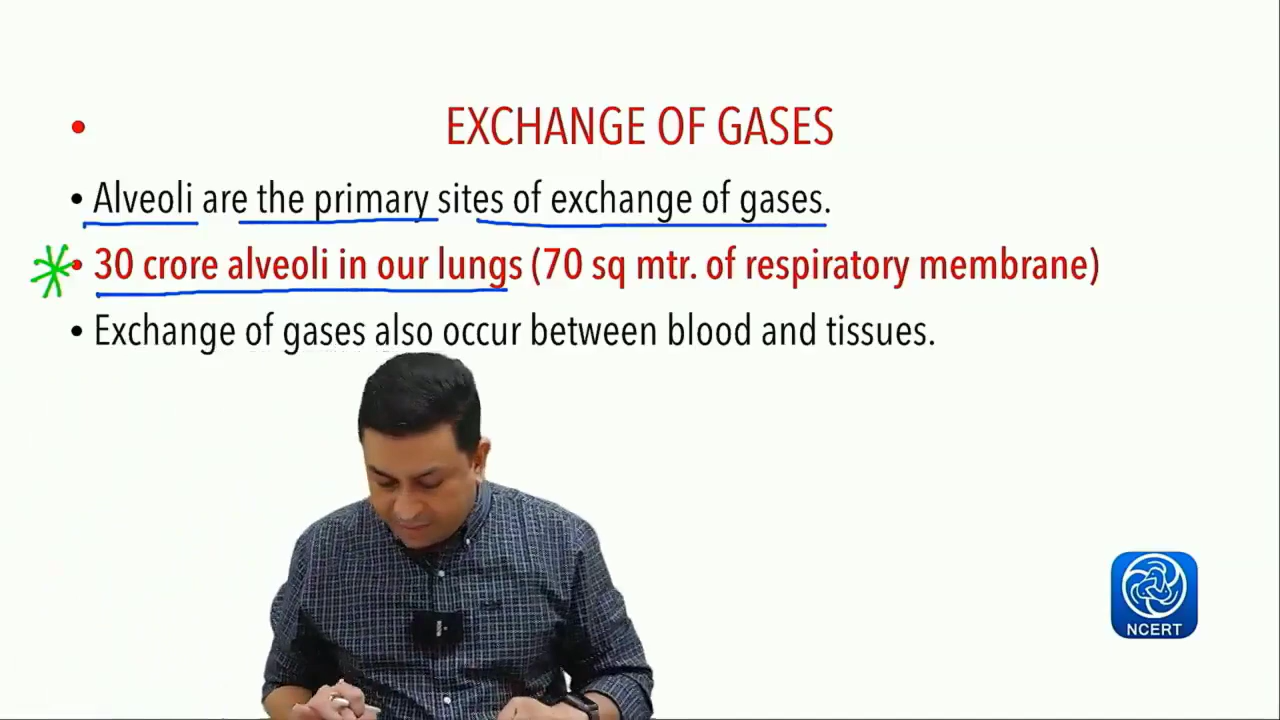 • EXCHANGE OF GASES
• Alveoli are the primary sites of exchange of gases.
• 30 crore alveoli in our lungs (70 sq mtr. of respiratory membrane)
• Exchange of gases also occur between blood and tissues.
NCERT